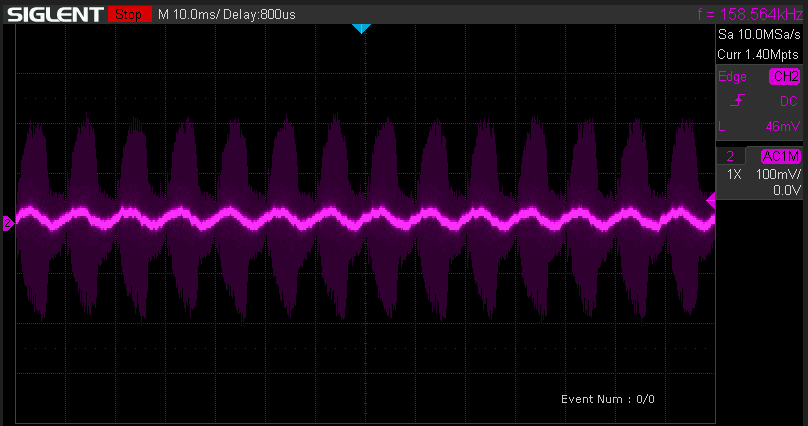 SIGLENT Stop M 10.0ms/ Delay:800us f = 158.564kHz
Sa 10.0MSa/s
Curr 1.40Mpts
Edge CH2
DC
L 46mV
2 AC1M
1X 100mV/
0.0V
2
Event Num : 0/0